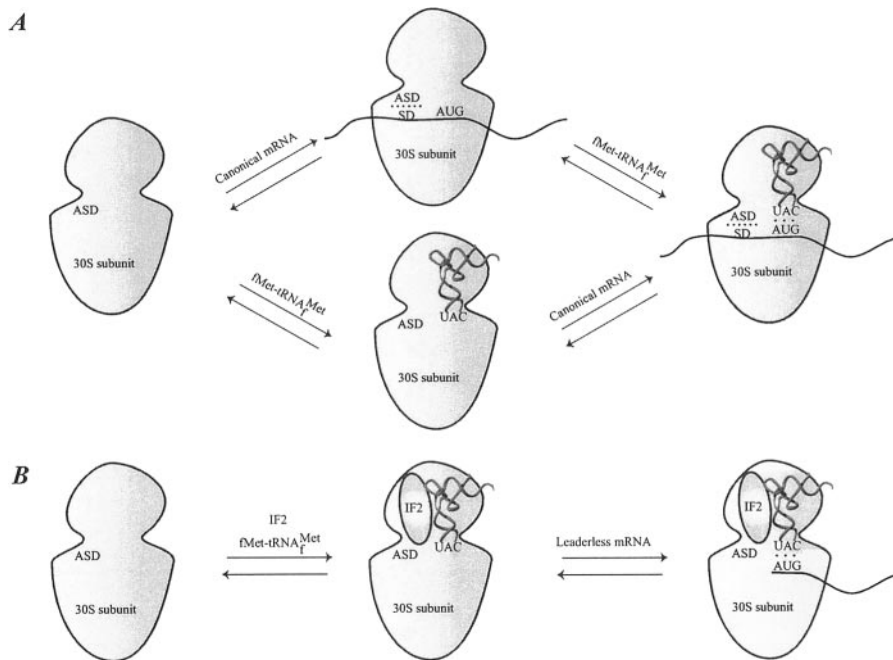 A
ASD
30S subunit
Canonical mRNA
ASD
SD
AUG
30S subunit
fMet-tRNA f Met
fMet-tRNA f Met
ASD
UAC
30S subunit
Canonical mRNA
ASD
UAC
SD
AUG
30S subunit
B
ASD
30S subunit
IF2
fMet-tRNA f Met
IF2
ASD
UAC
30S subunit
Leaderless mRNA
IF2
ASD
UAC
AUG
30S subunit